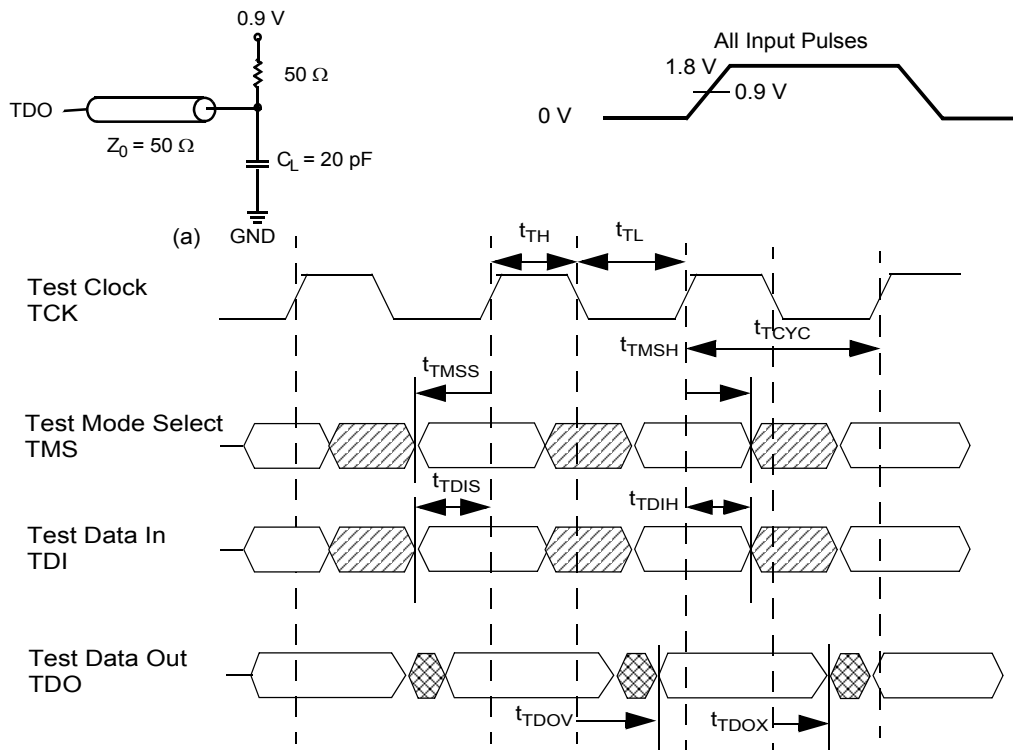 0.9 V
All Input Pulses
50 Ω
1.8 V
0.9 V
TDO
0 V
Z0 = 50 Ω
CL = 20 pF
(a)
GND
tTH
tTL
Test Clock
TCK
tTMSH
tTCYC
tTMSS
Test Mode Select
TMS
tTDIS
tTDIH
Test Data In
TDI
Test Data Out
TDO
tTDOV
tTDOX